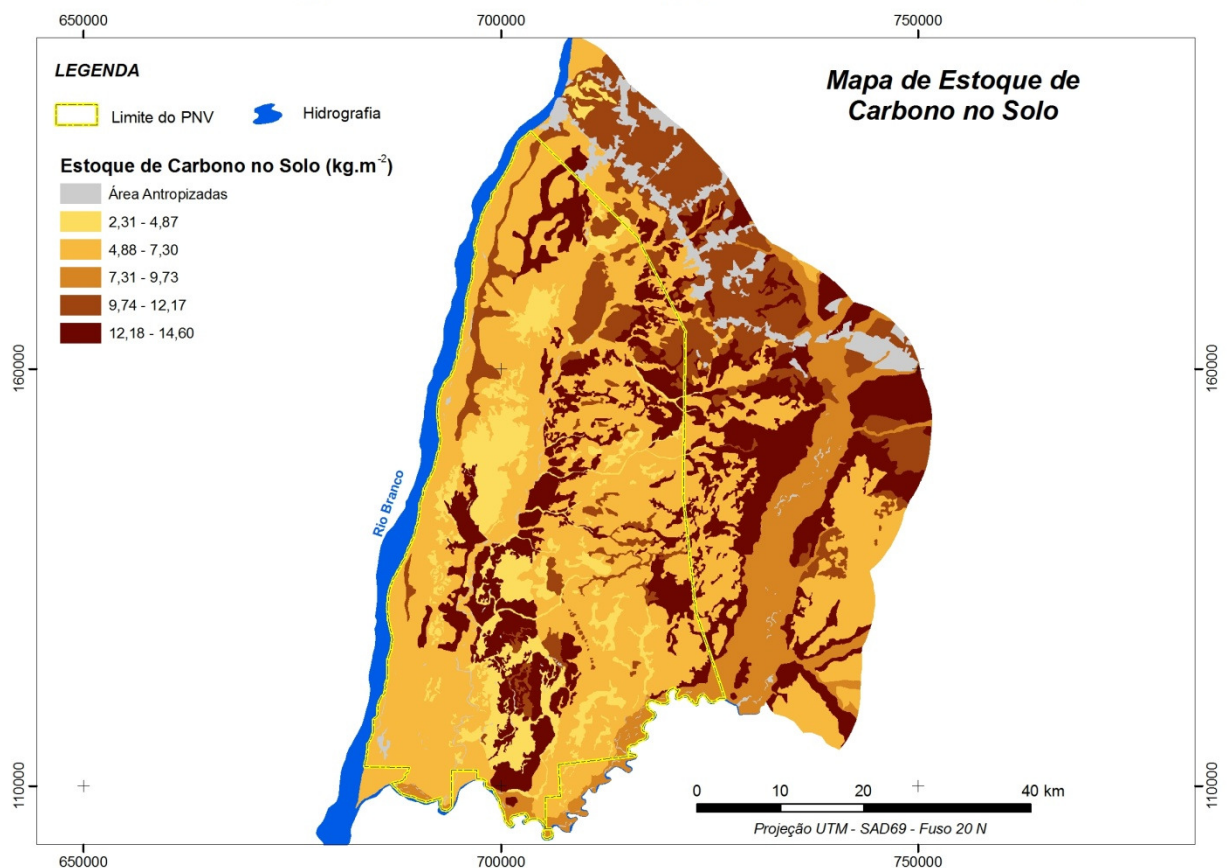 650000
700000
750000
LEGENDA
Limite do PNV
Hidrografia
Mapa de Estoque de
Carbono no Solo
Estoque de Carbono no Solo (kg.m⁻²)
Área Antropizadas
2,31 - 4,87
4,88 - 7,30
7,31 - 9,73
9,74 - 12,17
12,18 - 14,60
160000
160000
Rio Branco
110000
110000
0 10 20 40 km
Projeção UTM - SAD69 - Fuso 20 N
650000
700000
750000